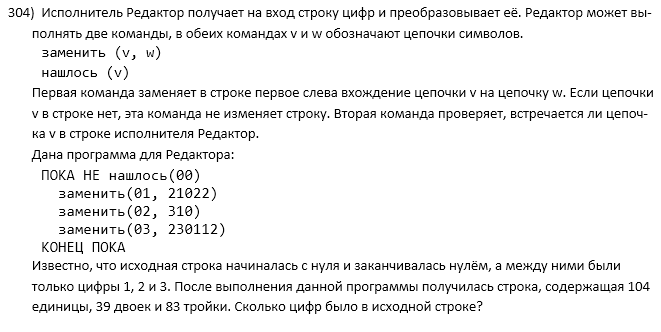 304) Исполнитель Редактор получает на вход строку цифр и преобразовывает её. Редактор может вы-
полнять две команды, в обеих командах v и w обозначают цепочки символов.
заменить (v, w)
нашлось (v)
Первая команда заменяет в строке первое слева вхождение цепочки v на цепочку w. Если цепочки
v в строке нет, эта команда не изменяет строку. Вторая команда проверяет, встречается ли цепоч-
ка v в строке исполнителя Редактор.
Дана программа для Редактора:
ПОКА НЕ нашлось(00)
заменить(01, 21022)
заменить(02, 310)
заменить(03, 230112)
КОНЕЦ ПОКА
Известно, что исходная строка начиналась с нуля и заканчивалась нулём, а между ними были
только цифры 1, 2 и 3. После выполнения данной программы получилась строка, содержащая 104
единицы, 39 двоек и 83 тройки. Сколько цифр было в исходной строке?